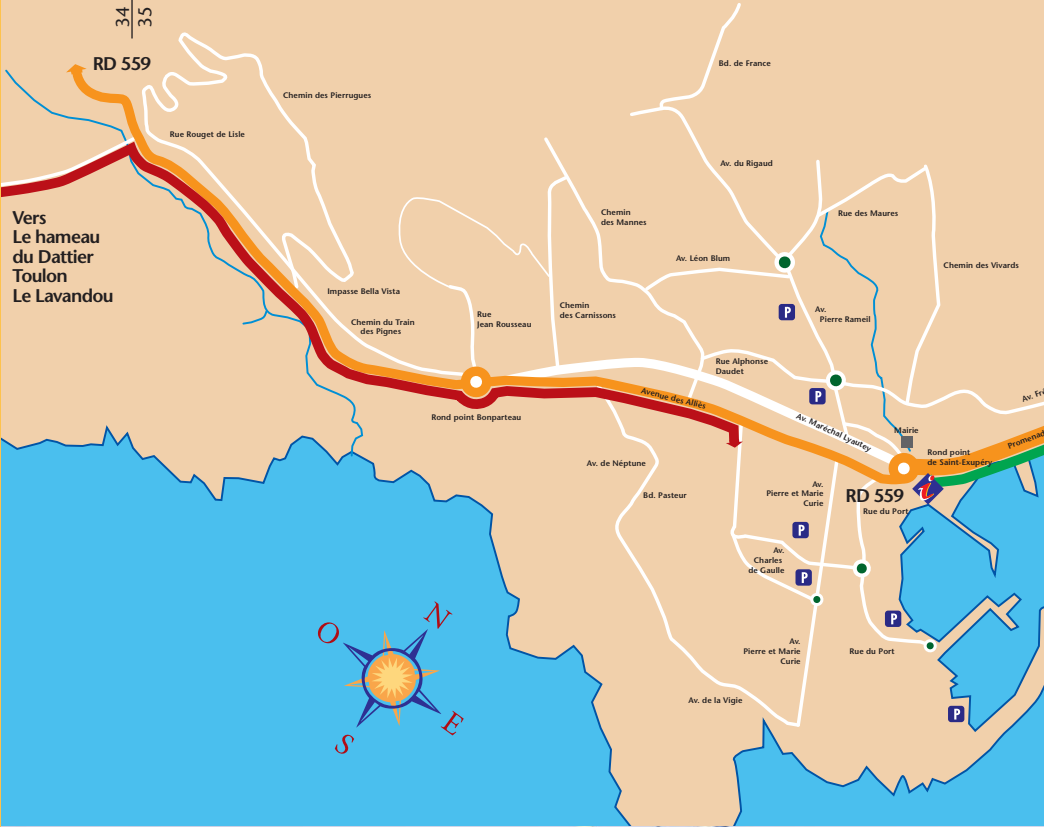 34
35
RD 559
Bd. de France
Chemin des Pierrugues
Rue Rouget de Lisle
Av. du Rigaud
Vers
Le hameau
du Dattier
Toulon
Le Lavandou
Chemin
des Mannes
Rue des Maures
Av. Léon Blum
Chemin des Vivards
Impasse Bella Vista
Chemin
des Carnissons
Rue
Jean Rousseau
P
Av.
Pierre Rameil
Chemin du Train
des Pignes
Rue Alphonse
Daudet
P
Avenue des Alliès
Av. Fré
Rond point Bonparteau
Av. Maréchal Lyautey
Mairie
Promenad
Rond point
de Saint-Exupéry
Av. de Néptune
Bd. Pasteur
Av.
Pierre et Marie
Curie
RD 559
i
Rue du Port
P
Av.
Charles
de Gaulle
P
P
N
O
E
S
Av.
Pierre et Marie
Curie
Rue du Port
Av. de la Vigie
P